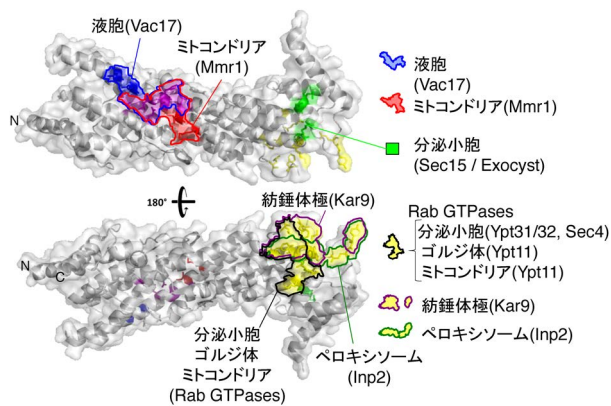 液胞(Vac17)
ミトコンドリア
(Mmr1)
N
液胞
(Vac17)
ミトコンドリア(Mmr1)
分泌小胞
(Sec15 / Exocyst)
180°
紡錘体極(Kar9)
N
C
分泌小胞
ゴルジ体
ミトコンドリア
(Rab GTPases)
ペロキシソーム
(Inp2)
Rab GTPases
分泌小胞(Ypt31/32, Sec4)
ゴルジ体(Ypt11)
ミトコンドリア(Ypt11)
紡錘体極(Kar9)
ペロキシソーム(Inp2)